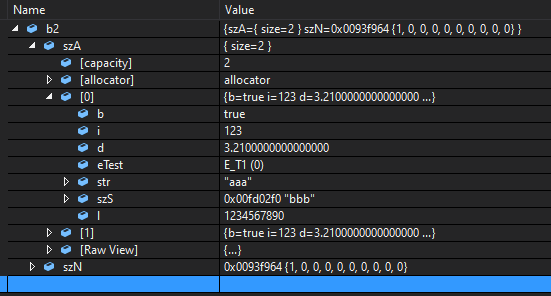 Name Value
b2 {szA={ size=2 } szN=0x0093f964 {1, 0, 0, 0, 0, 0, 0, 0, 0, 0} }
szA { size=2 }
[capacity] 2
[allocator] allocator
[0] {b=true i=123 d=3.2100000000000000 ...}
b true
i 123
d 3.2100000000000000
eTest E_T1 (0)
str "aaa"
szS 0x00fd02f0 "bbb"
l 1234567890
[1] {b=true i=123 d=3.2100000000000000 ...}
[Raw View] {...}
szN 0x0093f964 {1, 0, 0, 0, 0, 0, 0, 0, 0, 0}